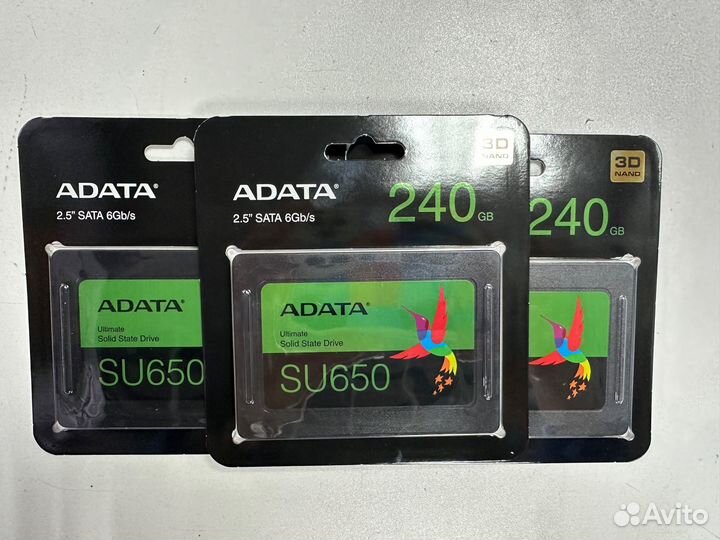 ADATA®
2.5" SATA 6Gb/s
ADATA
Ultimate
Solid State Drive
SU650
3D
NAND
ADATA®
2.5" SATA 6Gb/s
240 GB
ADATA®
Ultimate
Solid State Drive
SU650
3D
NAND
240 GB
Avito